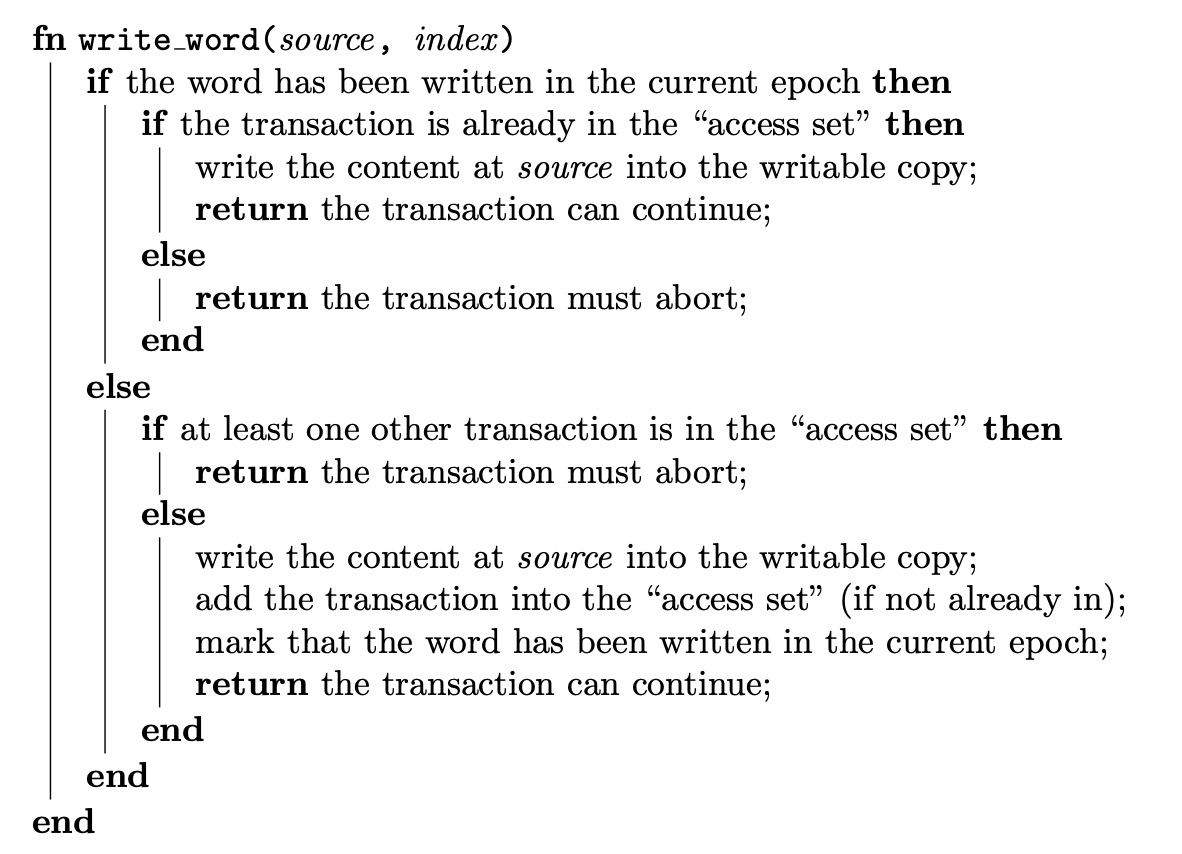 fn write_word(source, index)
if the word has been written in the current epoch then
if the transaction is already in the “access set” then
write the content at source into the writable copy;
return the transaction can continue;
else
return the transaction must abort;
end
else
if at least one other transaction is in the “access set” then
return the transaction must abort;
else
write the content at source into the writable copy;
add the transaction into the “access set” (if not already in);
mark that the word has been written in the current epoch;
return the transaction can continue;
end
end
end